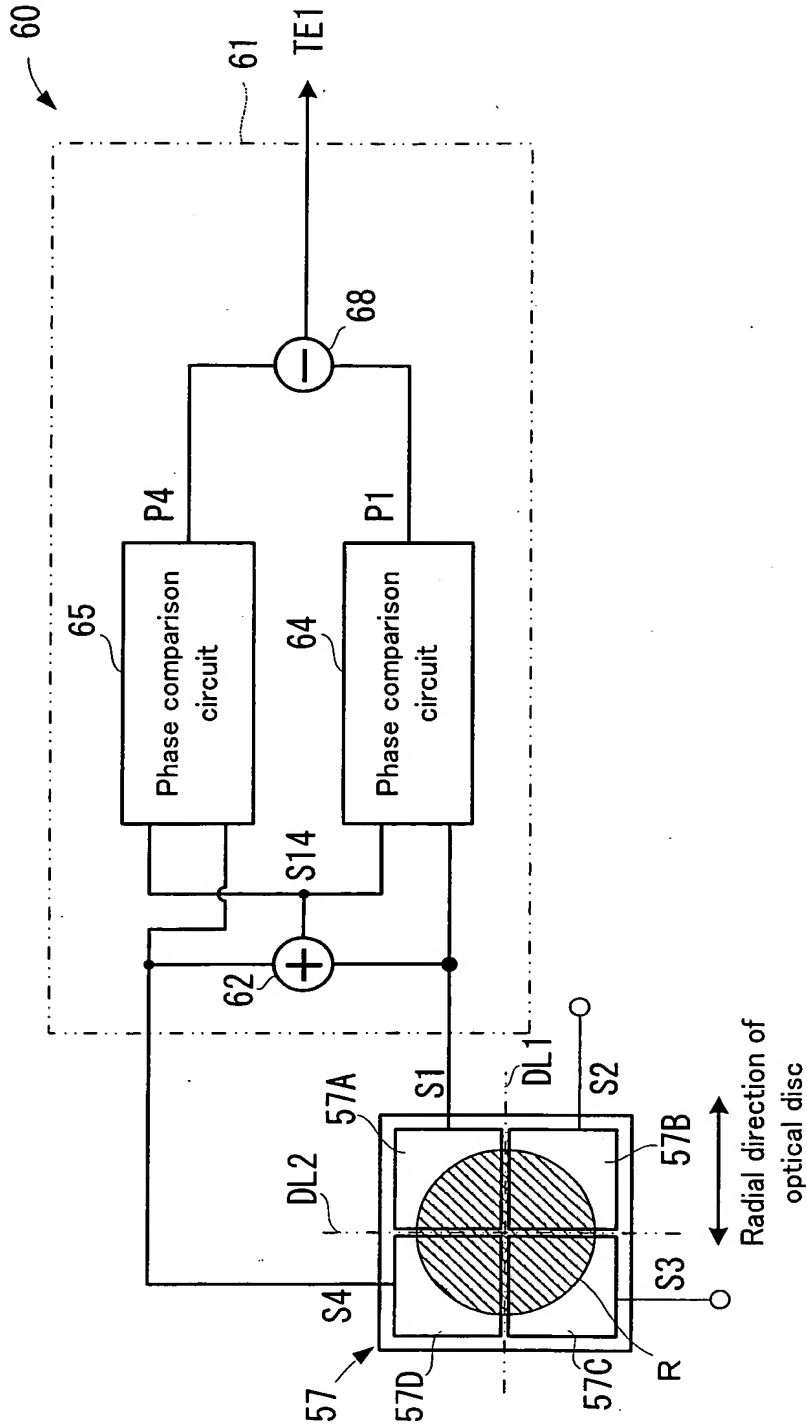 60
61
TE1
68
P4
P1
65
Phase comparison
circuit
64
Phase comparison
circuit
S14
62
S1
DL1
S2
57A
57B
DL2
S4
S3
57
57D
57C
R
Radial direction of
optical disc